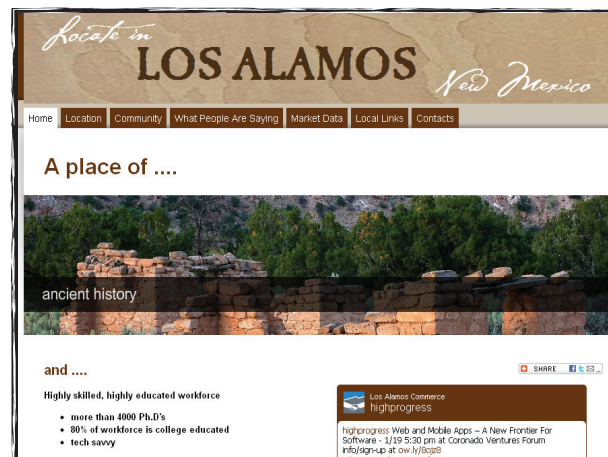 Locate in
LOS ALAMOS
New Mexico
Home Location Community What People Are Saying Market Data Local Links Contacts
A place of ....
ancient history
and ....
SHARE
Highly skilled, highly educated workforce
• more than 4000 Ph.D's
• 80% of workforce is college educated
• tech savvy
Los Alamos Commerce
highprogress
highprogress Web and Mobile Apps – A New Frontier For
Software - 1/19 5:30 pm at Coronado Ventures Forum
info/sign-up at ow.ly/8ojz8